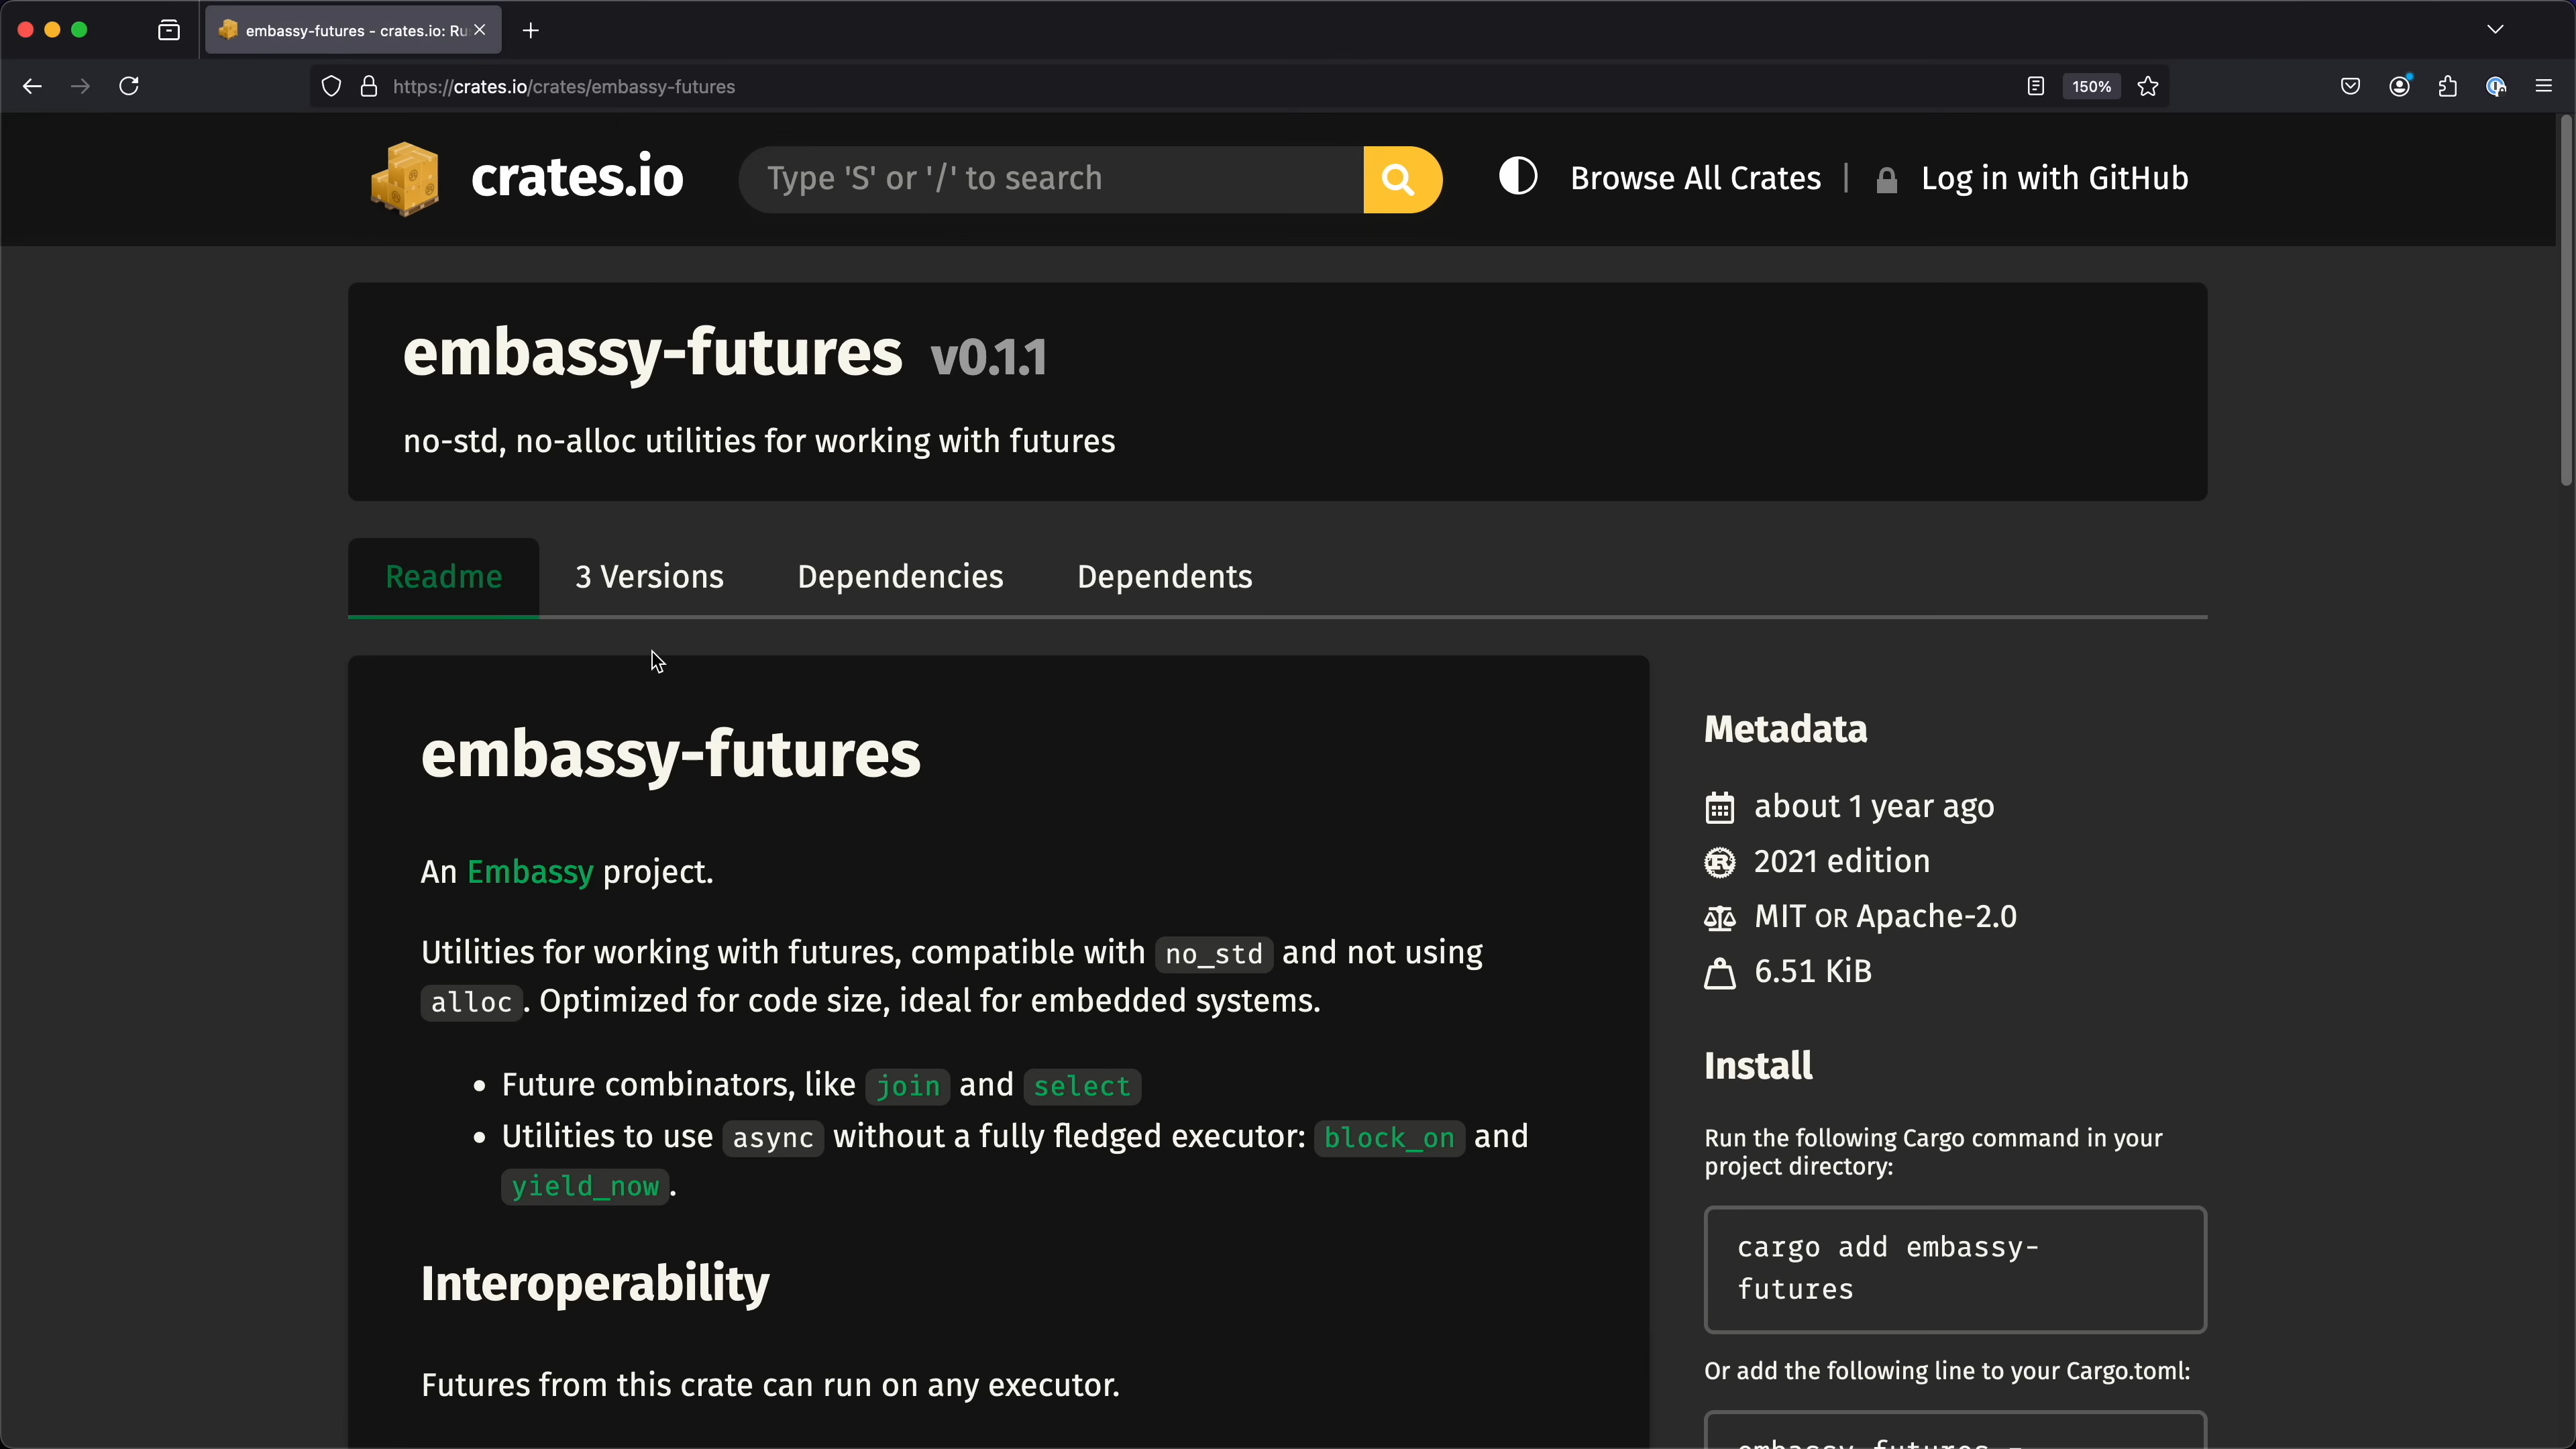 embassy-futures - crates.io: Ru
https://crates.io/crates/embassy-futures
150%
crates.io
Type 'S' or '/' to search
Browse All Crates | Log in with GitHub
embassy-futures v0.1.1
no-std, no-alloc utilities for working with futures
Readme 3 Versions Dependencies Dependents
embassy-futures
An Embassy project.
Utilities for working with futures, compatible with no_std and not using
alloc. Optimized for code size, ideal for embedded systems.
• Future combinators, like join and select
• Utilities to use async without a fully fledged executor: block_on and
yield_now.
Interoperability
Futures from this crate can run on any executor.
Metadata
about 1 year ago
2021 edition
MIT OR Apache-2.0
6.51 KiB
Install
Run the following Cargo command in your
project directory:
cargo add embassy-
futures
Or add the following line to your Cargo.toml: